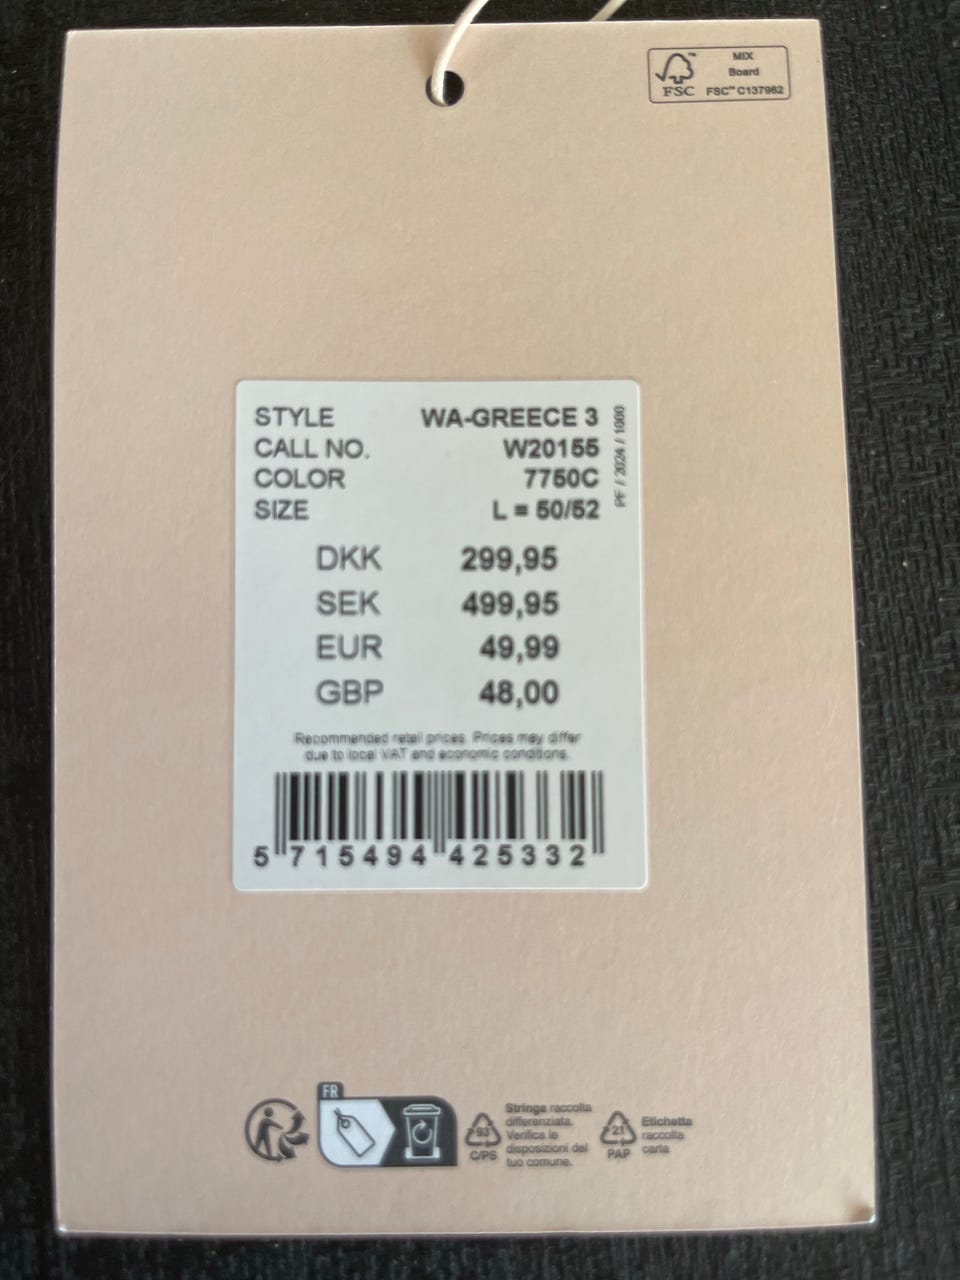 MIX
Board
FSC™ C137962
FSC
STYLE WA-GREECE 3
CALL NO. W20155
COLOR 7750C
SIZE L = 50/52
PF / 2024 / 1000
DKK 299,95
SEK 499,95
EUR 49,99
GBP 48,00
Recommended retail prices. Prices may differ
due to local VAT and economic conditions.
5 715494 425332
FR
93
C/PS
Stringa raccolta
differenziata.
Verifica le
disposizioni del
tuo comune.
21
PAP
Etichetta
raccolta
carta